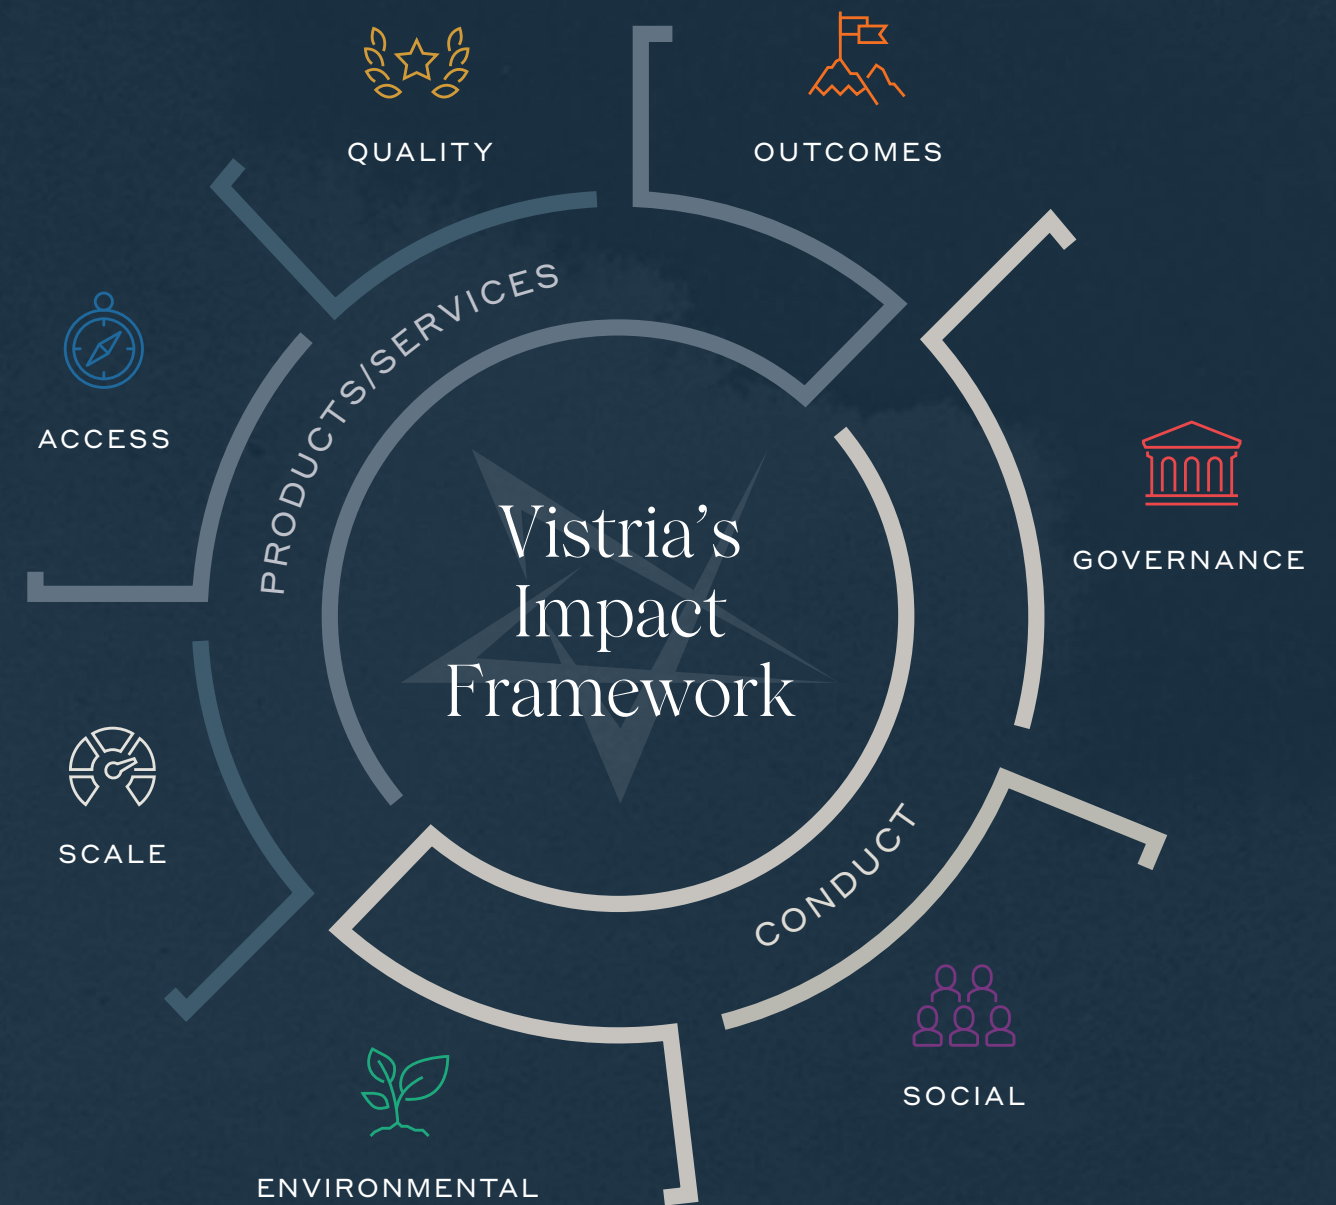 QUALITY
OUTCOMES
PRODUCTS/SERVICES
ACCESS
GOVERNANCE
Vistria’s
Impact
Framework
SCALE
CONDUCT
SOCIAL
ENVIRONMENTAL